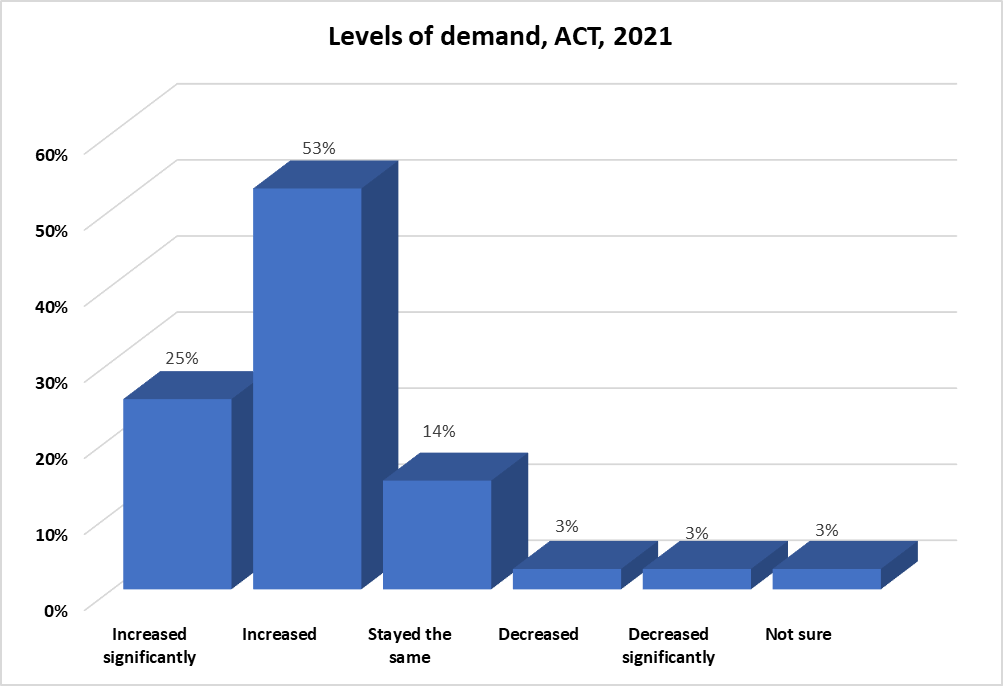 Levels of demand, ACT, 2021
60%
50%
40%
30%
20%
10%
0%
25%
53%
14%
3%
3%
3%
Increased
significantly
Increased
Stayed the
same
Decreased
Decreased
significantly
Not sure